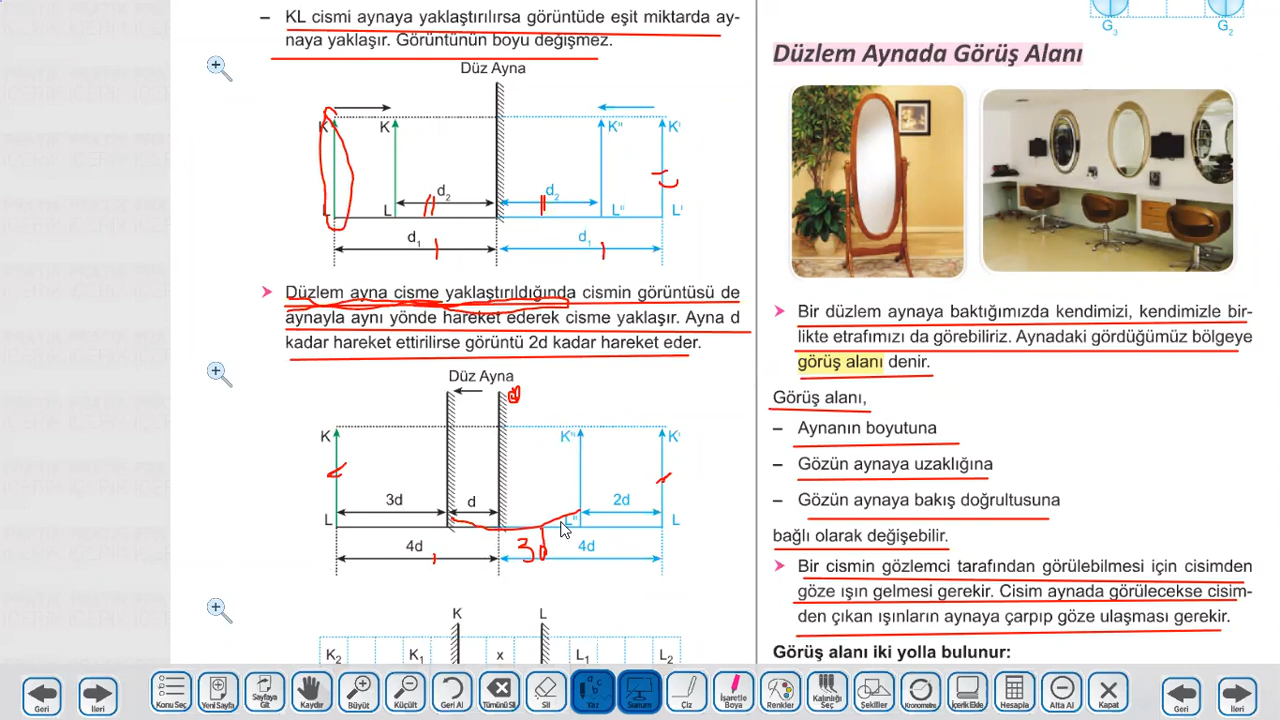 – KL cismi aynaya yaklaştırılırsa görüntüde eşit miktarda ay-
naya yaklaşır. Görüntünün boyu değişmez.
Düz Ayna
K K K'' K'
d₂ d₂
L L L'' L'
d₁ d₁
Düzlem ayna cisme yaklaştırıldığında cismin görüntüsü de
aynayla aynı yönde hareket ederek cisme yaklaşır. Ayna d
kadar hareket ettirilirse görüntü 2d kadar hareket eder.
Düz Ayna
K K'' K'
3d d 2d
L L'' L
3d
4d 4d
K L
K₂ K₁ x L₁ L₂
G₃ G₂
Düzlem Aynada Görüş Alanı
Bir düzlem aynaya baktığımızda kendimizi, kendimizle bir-
likte etrafımızı da görebiliriz. Aynadaki gördüğümüz bölgeye
görüş alanı denir.
Görüş alanı,
– Aynanın boyutuna
– Gözün aynaya uzaklığına
– Gözün aynaya bakış doğrultusuna
bağlı olarak değişebilir.
Bir cismin gözlemci tarafından görülebilmesi için cisimden
göze ışın gelmesi gerekir. Cisim aynada görülecekse cisim-
den çıkan ışınların aynaya çarpıp göze ulaşması gerekir.
Görüş alanı iki yolla bulunur:
Geri İleri Konu Seç Yeni Sayfa Sayfaya Git Kaydır Büyüt Küçült Geri Al Tümünü Sil Sil Yaz Sunum Çiz İşaretle Boya Renkler Kalınlığı Seç Şekiller Kronometre İçerik Ekle Hesapla Alta Al Kapat Geri İleri